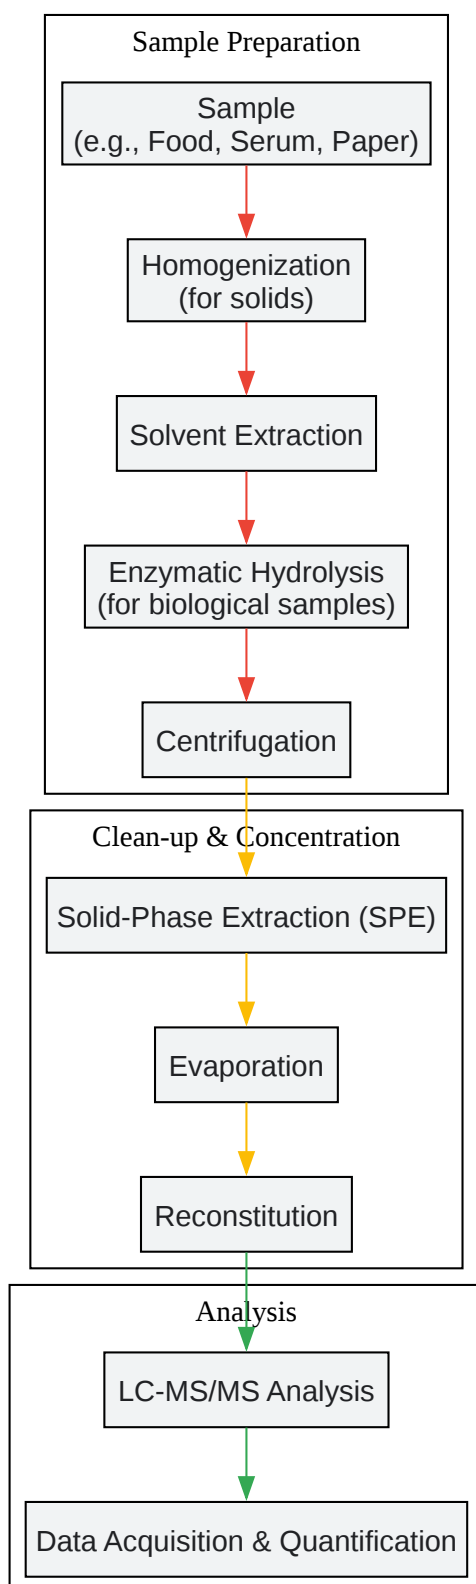 Sample Preparation
Sample
(e.g., Food, Serum, Paper)
Homogenization
(for solids)
Solvent Extraction
Enzymatic Hydrolysis
(for biological samples)
Centrifugation
Clean-up & Concentration
Solid-Phase Extraction (SPE)
Evaporation
Reconstitution
Analysis
LC-MS/MS Analysis
Data Acquisition & Quantification